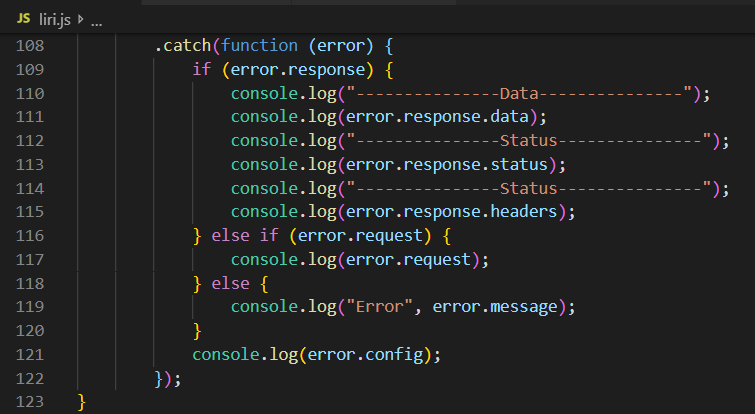 JS liri.js > ...
108 .catch(function (error) {
109 if (error.response) {
110 console.log("---------------Data---------------");
111 console.log(error.response.data);
112 console.log("---------------Status---------------");
113 console.log(error.response.status);
114 console.log("---------------Status---------------");
115 console.log(error.response.headers);
116 } else if (error.request) {
117 console.log(error.request);
118 } else {
119 console.log("Error", error.message);
120 }
121 console.log(error.config);
122 });
123 }